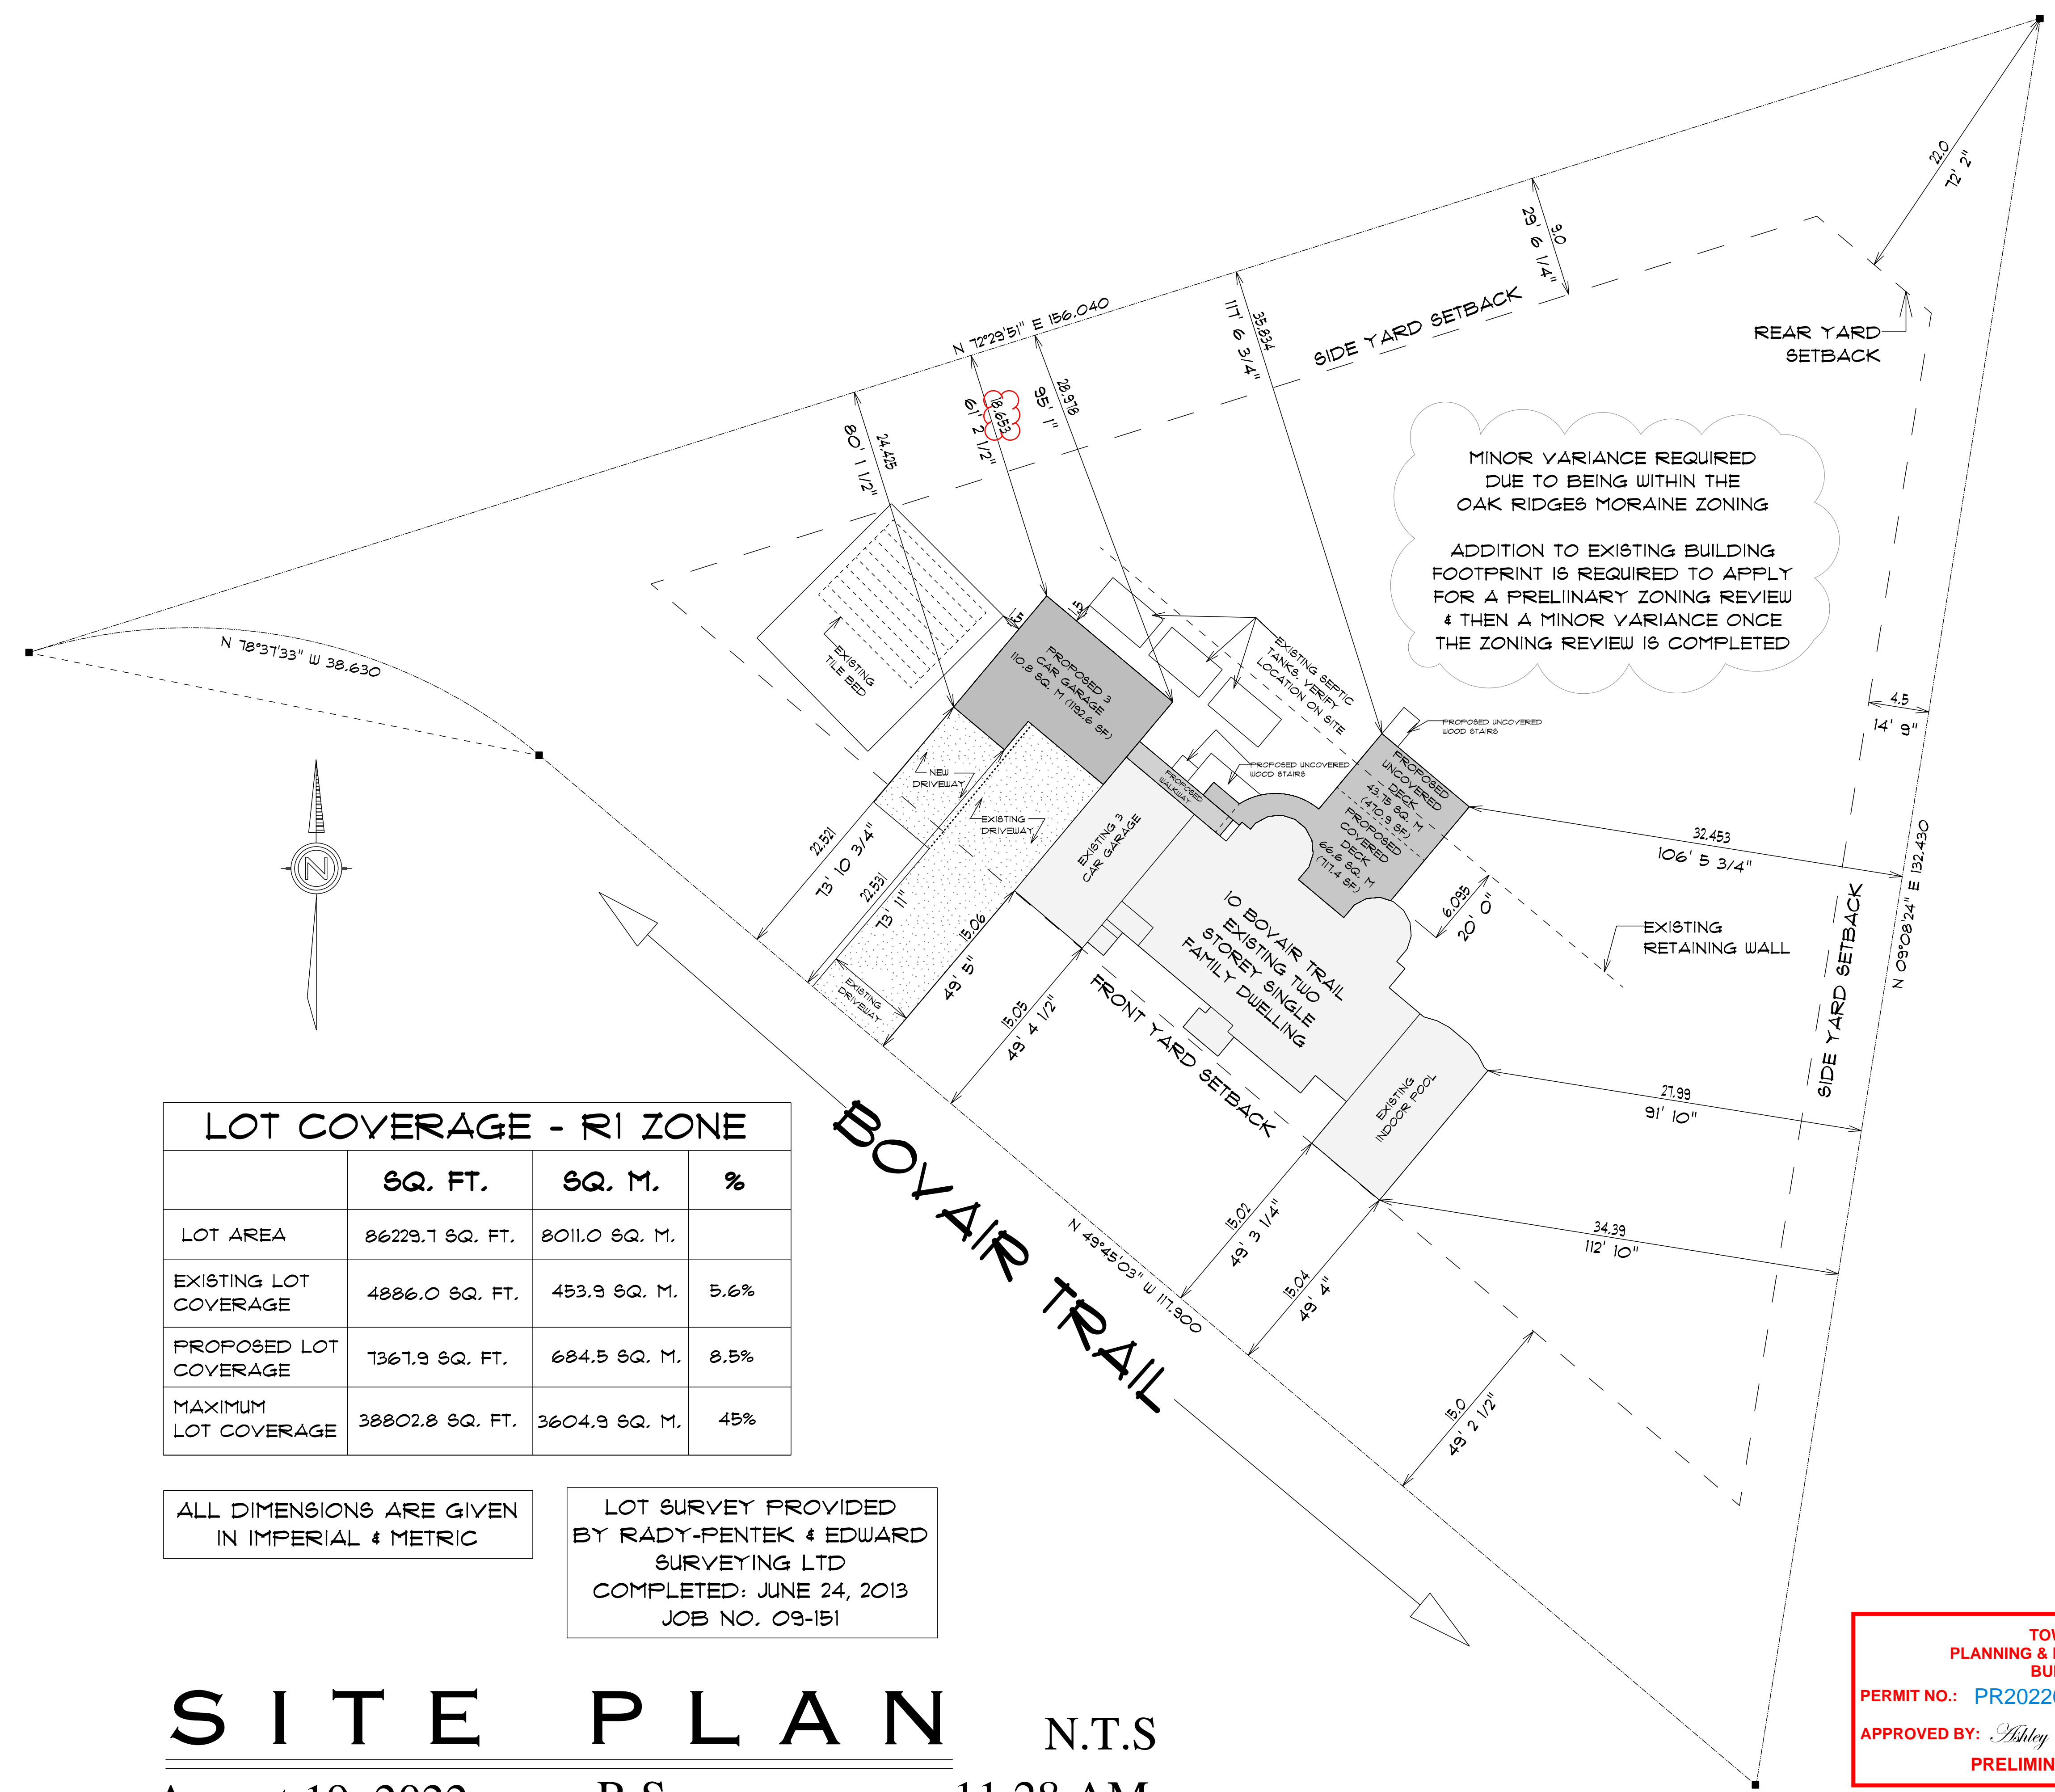 22.0
72' 2"
9.0
29' 6 1/4"
N 72°29'51" E 156.040
SIDE YARD SETBACK
35.834
117' 6 3/4"
REAR YARD
SETBACK
28.978
95' 1"
18.653
61' 2 1/2"
24.425
80' 1 1/2"
MINOR VARIANCE REQUIRED
DUE TO BEING WITHIN THE
OAK RIDGES MORAINE ZONING
ADDITION TO EXISTING BUILDING
FOOTPRINT IS REQUIRED TO APPLY
FOR A PRELIINARY ZONING REVIEW
& THEN A MINOR VARIANCE ONCE
THE ZONING REVIEW IS COMPLETED
N 78°37'33" W 38.630
EXISTING
TILE BED
PROPOSED 3
CAR GARAGE
110.8 SQ. M (1192.6 SF)
EXISTING SEPTIC
TANKS, VERIFY
LOCATION ON SITE
4.5
14' 9"
PROPOSED UNCOVERED
WOOD STAIRS
PROPOSED UNCOVERED
WOOD STAIRS
PROPOSED
WALKWAY
PROPOSED
UNCOVERED
DECK
43.75 SQ. M
(470.9 SF)
PROPOSED
COVERED
DECK
66.6 SQ. M
(717.4 SF)
NEW
DRIVEWAY
EXISTING
DRIVEWAY
EXISTING 3
CAR GARAGE
22.521
73' 10 3/4"
22.531
73' 11"
15.06
49' 5"
EXISTING
DRIVEWAY
15.05
49' 4 1/2"
32.453
106' 5 3/4"
6.095
20' 0"
10 BOVAIR TRAIL
EXISTING TWO
STOREY SINGLE
FAMILY DWELLING
EXISTING
RETAINING WALL
SIDE YARD SETBACK
N 09°08'24" E 132.430
FRONT YARD SETBACK
EXISTING
INDOOR POOL
27.99
91' 10"
34.39
112' 10"
15.02
49' 3 1/4"
15.04
49' 4"
15.0
49' 2 1/2"
N 49°45'03" W 117.900
BOVAIR TRAIL
N
LOT COVERAGE - R1 ZONE
SQ. FT. SQ. M. %
LOT AREA 86229.7 SQ. FT. 8011.0 SQ. M.
EXISTING LOT
COVERAGE 4886.0 SQ. FT. 453.9 SQ. M. 5.6%
PROPOSED LOT
COVERAGE 7367.9 SQ. FT. 684.5 SQ. M. 8.5%
MAXIMUM
LOT COVERAGE 38802.8 SQ. FT. 3604.9 SQ. M. 45%
ALL DIMENSIONS ARE GIVEN
IN IMPERIAL & METRIC
LOT SURVEY PROVIDED
BY RADY-PENTEK & EDWARD
SURVEYING LTD
COMPLETED: JUNE 24, 2013
JOB NO. 09-151
SITE PLAN N.T.S
PLANNING &
PERMIT NO.: PR2022
APPROVED BY: Ashley